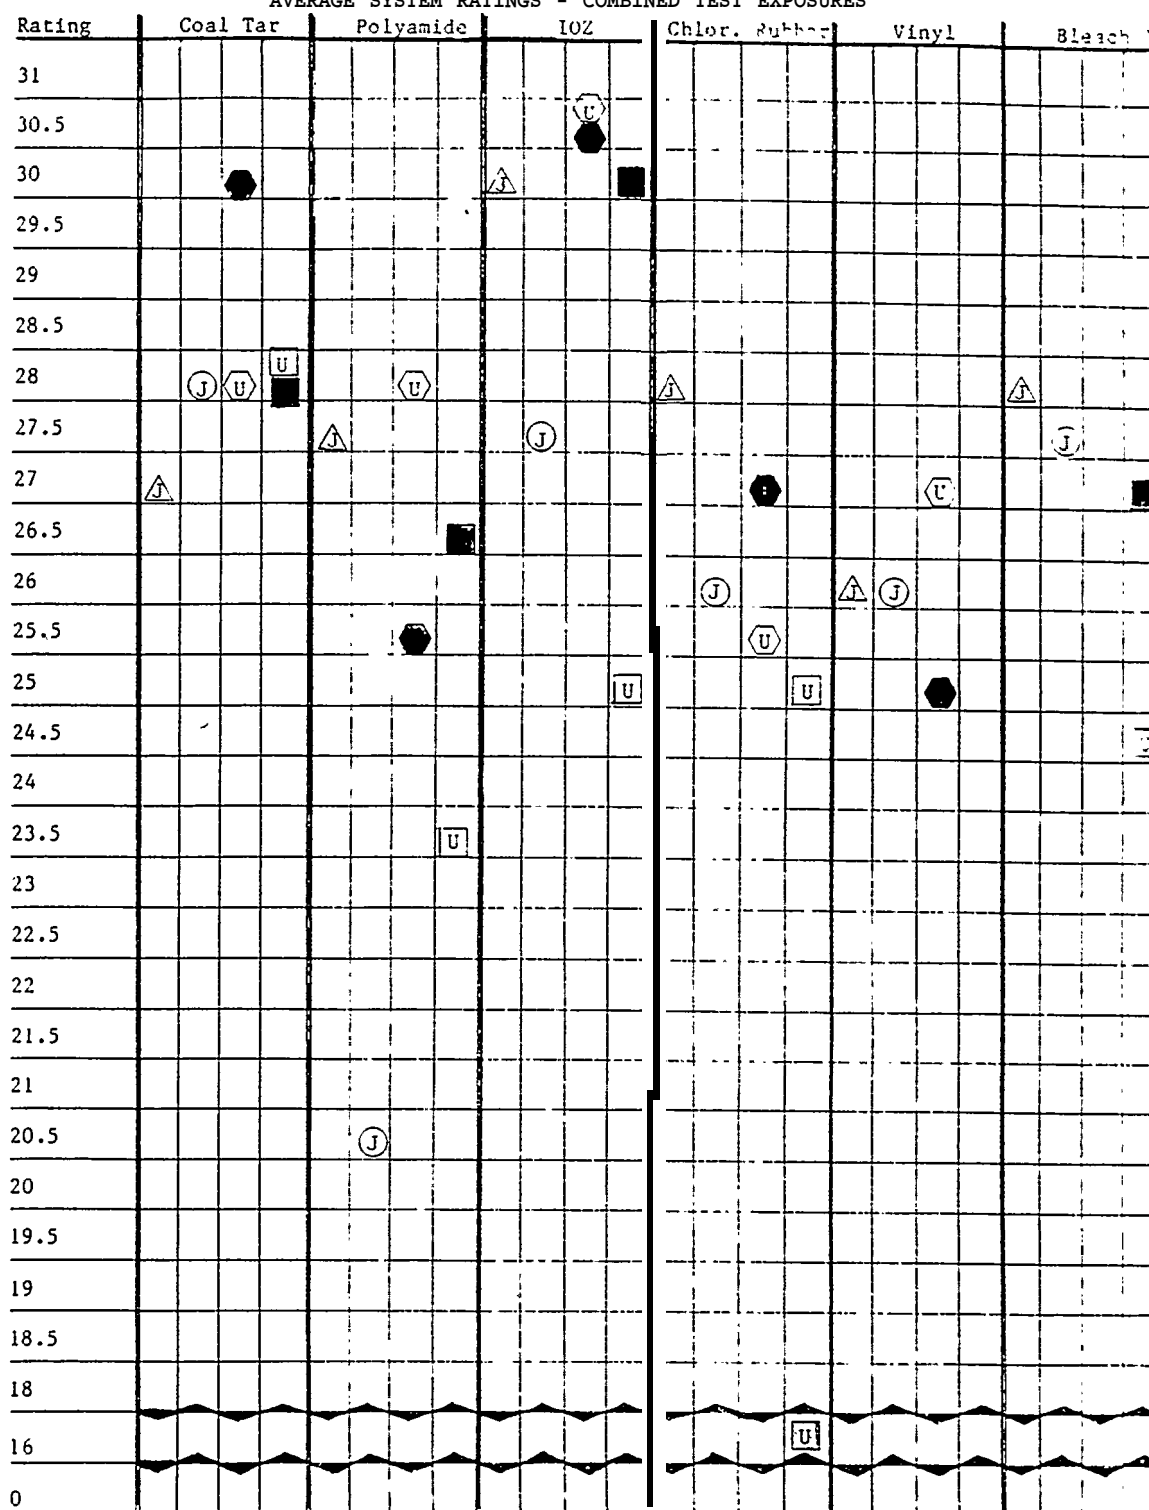 AVERAGE SYSTEM RATINGS - COMBINED TEST EXPOSURES
Rating Coal Tar Polyamide IOZ Chlor. Rubber Vinyl Bleach
31
30.5 U
30 J
29.5
29
28.5
28 U J U U J J
27.5 J J J
27 J U
26.5
26 J J J
25.5 U
25 U U
24.5
24
23.5 U
23
22.5
22
21.5
21
20.5 J
20
19.5
19
18.5
18
16 U
0